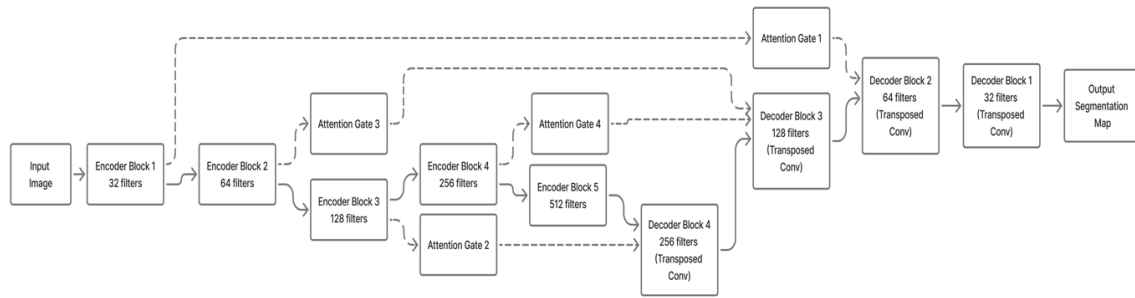 Input
Image
Encoder Block 1
32 filters
Encoder Block 2
64 filters
Attention Gate 3
Encoder Block 3
128 filters
Encoder Block 4
256 filters
Attention Gate 2
Attention Gate 4
Encoder Block 5
512 filters
Decoder Block 4
256 filters
(Transposed
Conv)
Attention Gate 1
Decoder Block 3
128 filters
(Transposed
Conv)
Decoder Block 2
64 filters
(Transposed
Conv)
Decoder Block 1
32 filters
(Transposed
Conv)
Output
Segmentation
Map